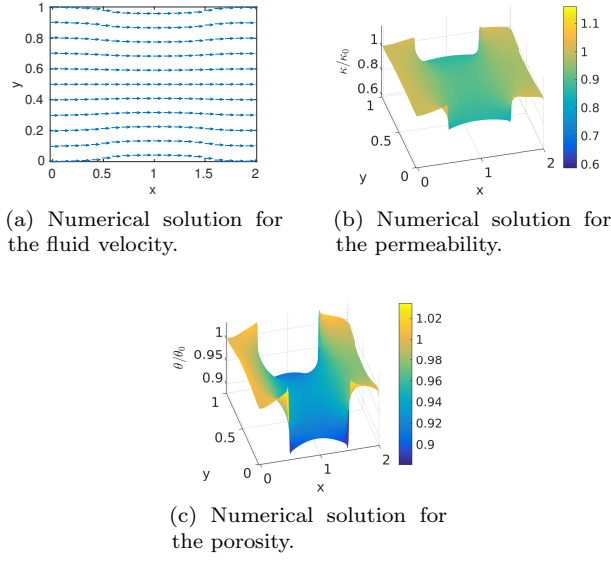 1
0.8
0.6
0.4
0.2
0
y
0 0.5 1 1.5 2
x
κ/κ0
1
0.8
0.6
1
0.5
0
y
0
1
2
x
1.1
1
0.9
0.8
0.7
0.6
(a) Numerical solution for
the fluid velocity.
(b) Numerical solution for
the permeability.
θ/θ0
1
0.95
0.9
1
0.5
0
y
0
1
2
x
1.02
1
0.98
0.96
0.94
0.92
0.9
(c) Numerical solution for
the porosity.